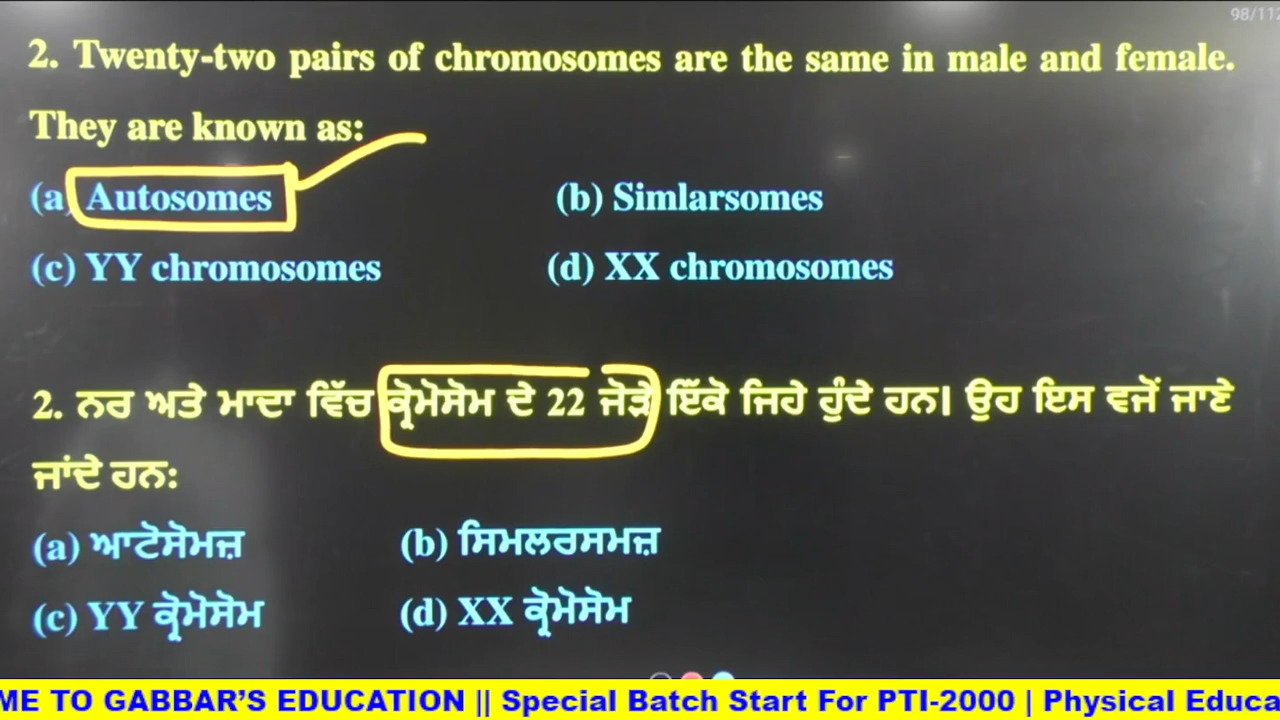 98/112
2. Twenty-two pairs of chromosomes are the same in male and female.
They are known as:
(a) Autosomes (b) Simlarsomes
(c) YY chromosomes (d) XX chromosomes
2. ਨਰ ਅਤੇ ਮਾਦਾ ਵਿੱਚ ਕ੍ਰੋਮੋਸੋਮ ਦੇ 22 ਜੋੜੇ ਇੱਕੋ ਜਿਹੇ ਹੁੰਦੇ ਹਨ। ਉਹ ਇਸ ਵਜੋਂ ਜਾਣੇ
ਜਾਂਦੇ ਹਨ:
(a) ਆਟੋਸੋਮਜ਼ (b) ਸਿਮਲਰਸਮਜ਼
(c) YY ਕ੍ਰੋਮੋਸੋਮ (d) XX ਕ੍ਰੋਮੋਸੋਮ
ME TO GABBAR'S EDUCATION || Special Batch Start For PTI-2000 | Physical Educa